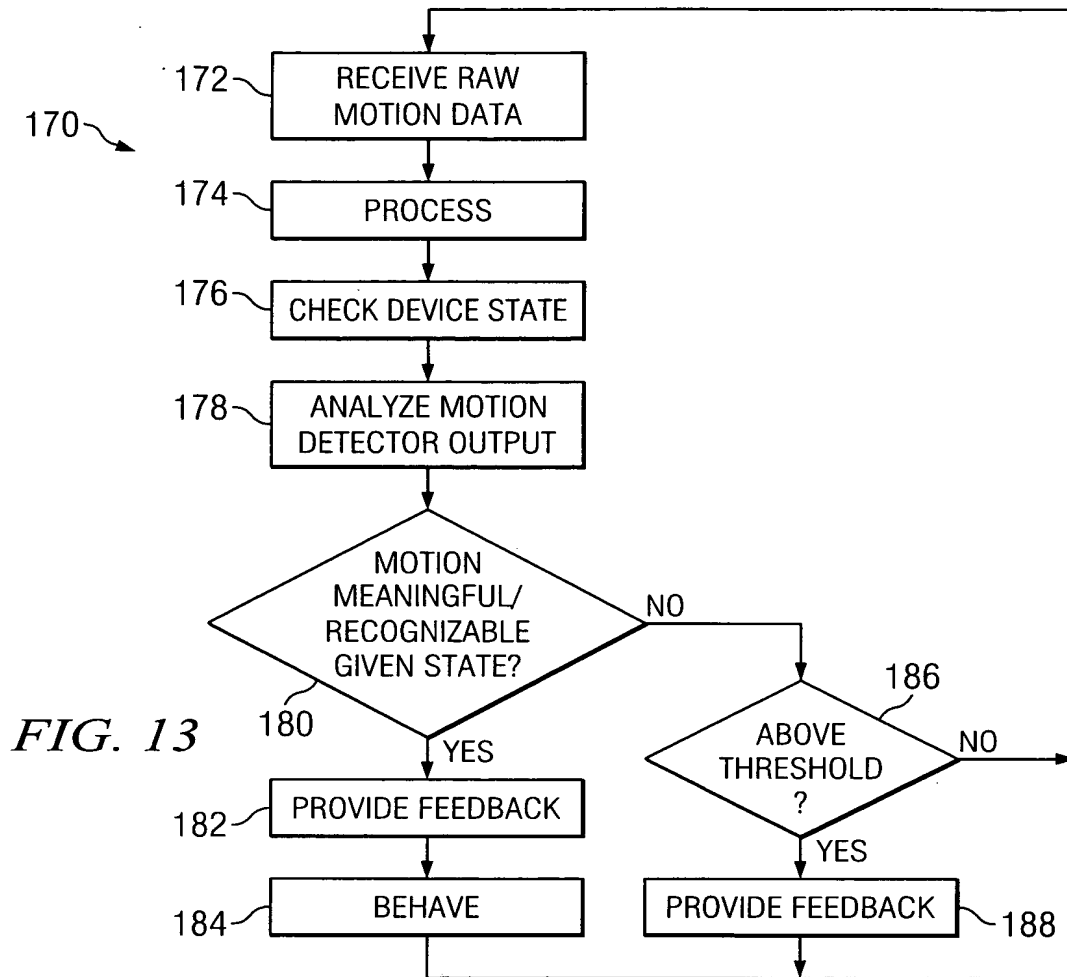 172
RECEIVE RAW
MOTION DATA
170
174
PROCESS
176
CHECK DEVICE STATE
178
ANALYZE MOTION
DETECTOR OUTPUT
MOTION
MEANINGFUL/
RECOGNIZABLE
GIVEN STATE?
NO
180
186
ABOVE
THRESHOLD
?
NO
FIG. 13
YES
182
PROVIDE FEEDBACK
YES
184
BEHAVE
PROVIDE FEEDBACK
188